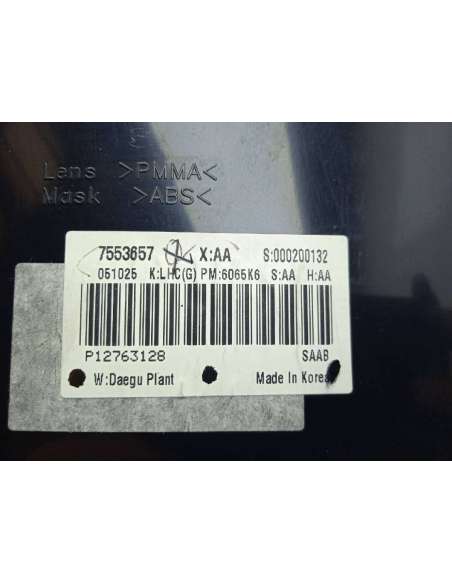 Lens >PMMA<
Mask >ABS<
7553657 X:AA S:000200132
051025 K:LHC(G) PM:6065K6 S:AA H:AA
P12763128 SAAB
W:Daegu Plant Made In Korea